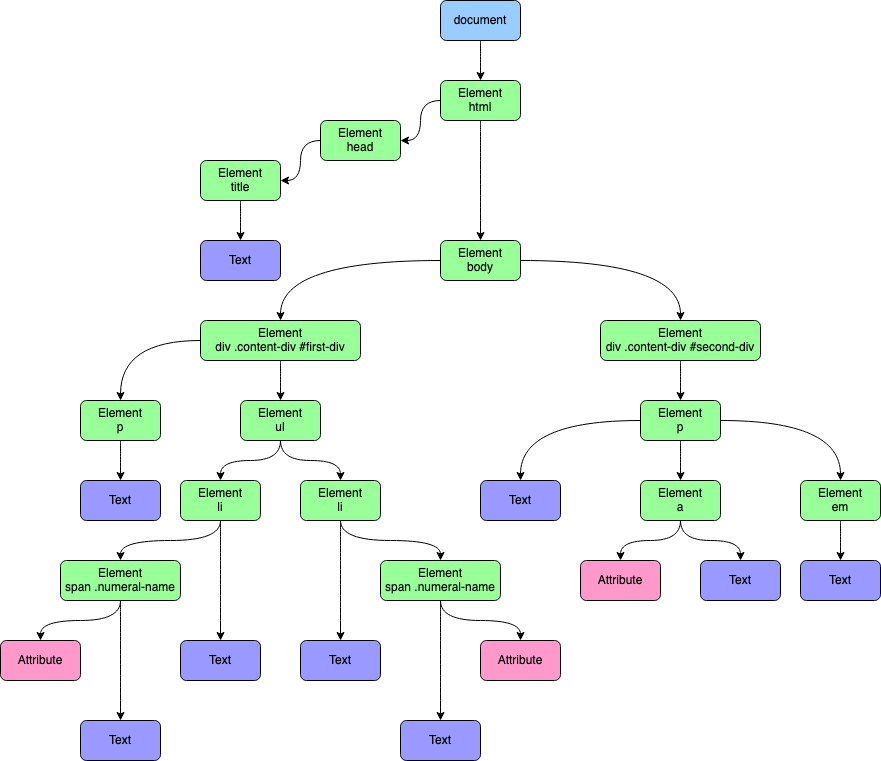 document
Element
html
Element
head
Element
title
Text
Element
body
Element
div .content-div #first-div
Element
div .content-div #second-div
Element
p
Element
ul
Element
p
Text
Element
li
Element
li
Text
Element
a
Element
em
Element
span .numeral-name
Element
span .numeral-name
Attribute
Text
Text
Attribute
Text
Text
Attribute
Text
Text